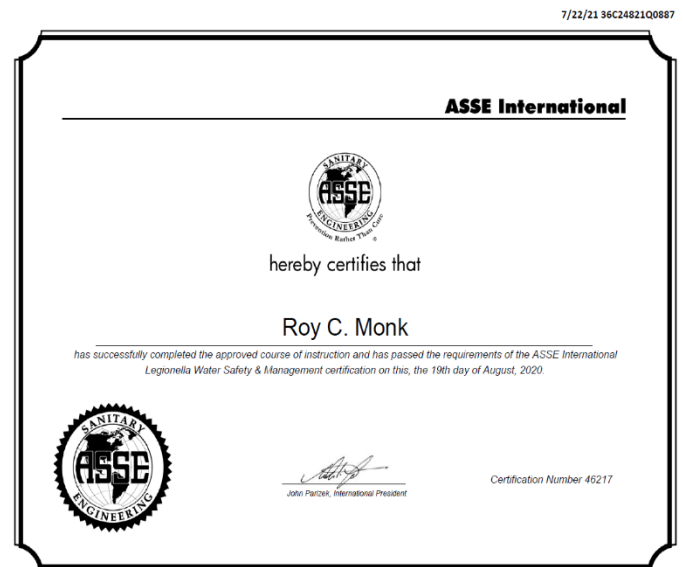 7/22/21 36C24821Q0887
ASSE International
SANITARY
ASSE
ENGINEERING
Prevention Rather Than Cure
®
hereby certifies that
Roy C. Monk
has successfully completed the approved course of instruction and has passed the requirements of the ASSE International
Legionella Water Safety & Management certification on this, the 19th day of August, 2020.
SANITARY
ASSE
ENGINEERING
John Parizek, International President
Certification Number 46217